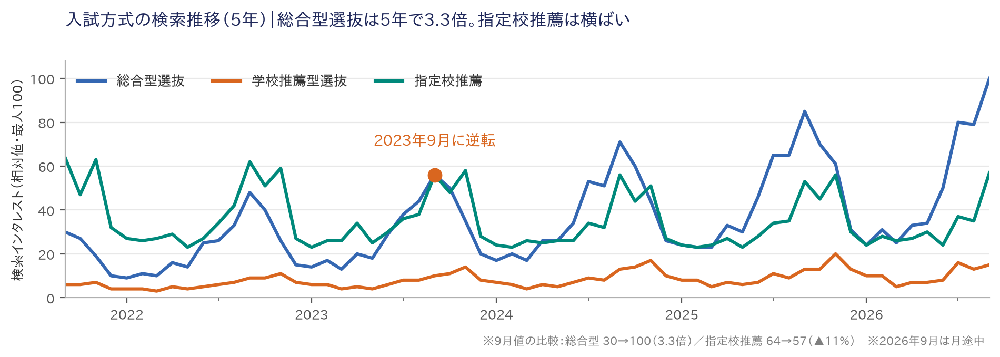 入試方式の検索推移（5年）|総合型選抜は5年で3.3倍。指定校推薦は横ばい
総合型選抜 学校推薦型選抜 指定校推薦
検索インタレスト（相対値・最大100）
100
80
60
40
20
0
2023年9月に逆転
2022 2023 2024 2025 2026
※9月値の比較：総合型 30→100（3.3倍）／指定校推薦 64→57（▲11%） ※2026年9月は月途中